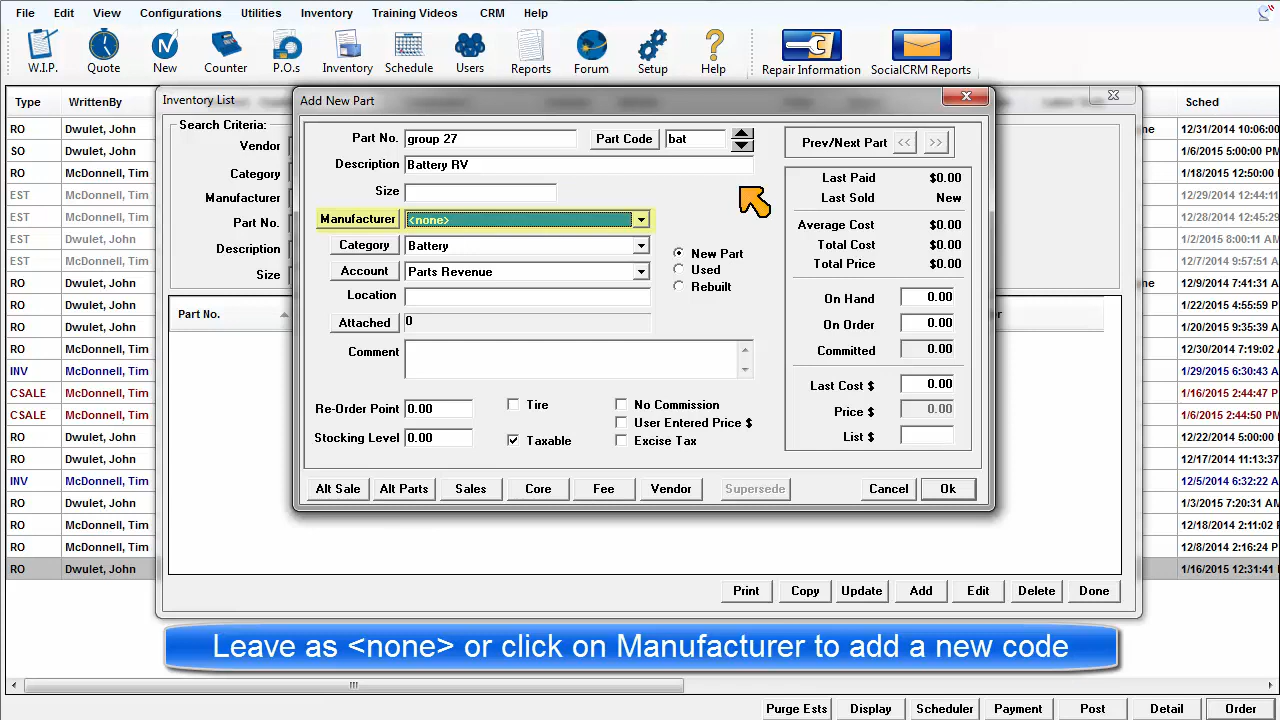 File Edit View Configurations Utilities Inventory Training Videos CRM Help
W.I.P. Quote New Counter P.O.s Inventory Schedule Users Reports Forum Setup Help Repair Information SocialCRM Reports
Type WrittenBy Inventory List Add New Part Sched
Search Criteria:
Vendor
Category
Manufacturer
Part No.
Description
Size
Part No.
RO Dwulet, John 12/31/2014 10:06:00
SO Dwulet, John 1/6/2015 5:00:00 PM
RO McDonnell, Tim 1/18/2015 12:50:00
EST McDonnell, Tim 12/29/2014 12:44:11
EST McDonnell, Tim 12/28/2014 12:28:45
EST McDonnell, Tim 1/2/2015 8:00:11 AM
EST McDonnell, Tim 12/7/2015 9:57:51
RO Dwulet, John 12/9/2014 7:41:31
RO Dwulet, John 1/22/2015 4:55:59
RO Dwulet, John 1/20/2015 9:35:39
RO McDonnell, Tim 12/30/2014 7:19:02
INV McDonnell, Tim 1/29/2015 6:30:43
CSALE McDonnell, Tim 1/16/2015 2:44:47 P
CSALE McDonnell, Tim 1/6/2015 2:44:50 PM
RO Dwulet, John 12/22/2014 5:00:00
RO Dwulet, John 12/17/2014 11:13:37
INV McDonnell, Tim 12/5/2014 6:32:22
RO Dwulet, John 1/3/2015 7:20:31
RO McDonnell, Tim 12/18/2014 2:11:02
RO McDonnell, Tim 12/8/2014 2:16:24 P
RO Dwulet, John 1/16/2015 12:31:41
Part No. group 27 Part Code bat
Description Battery RV
Size
Manufacturer <none>
Category Battery
Account Parts Revenue
Location
Attached 0
Comment
New Part
Used
Rebuilt
Re-Order Point 0.00
Stocking Level 0.00
Tire
Taxable
No Commission
User Entered Price $
Excise Tax
Prev/Next Part << >>
Last Paid $0.00
Last Sold New
Average Cost $0.00
Total Cost $0.00
Total Price $0.00
On Hand 0.00
On Order 0.00
Committed 0.00
Last Cost $ 0.00
Price $ 0.00
List $
Alt Sale Alt Parts Sales Core Fee Vendor Supersede Cancel Ok
Print Copy Update Add Edit Delete Done
Leave as <none> or click on Manufacturer to add a new code
Purge Ests Display Scheduler Payment Post Detail Order